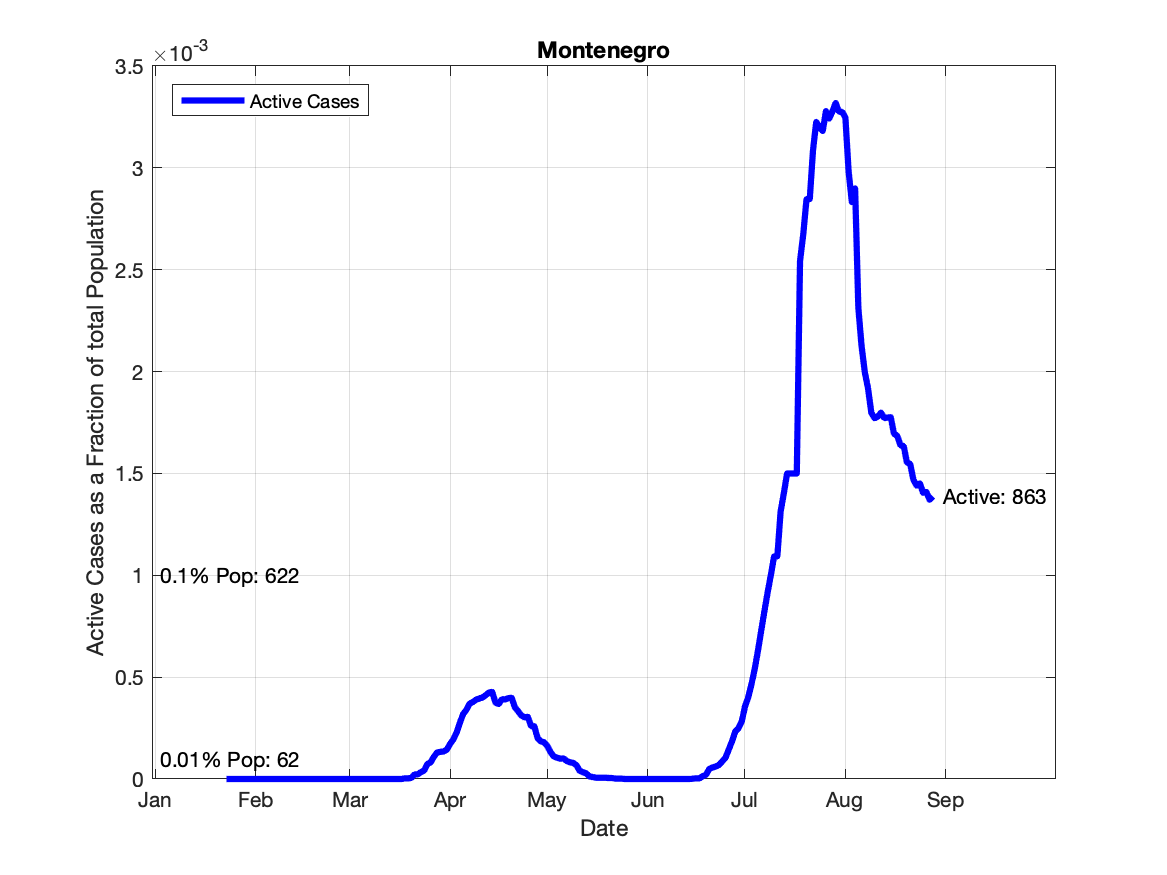 Montenegro
×10-3
3.5
3
2.5
2
1.5
1
0.5
0
Active Cases
Active Cases as a Fraction of total Population
0.1% Pop: 622
0.01% Pop: 62
Active: 863
Jan Feb Mar Apr May Jun Jul Aug Sep
Date